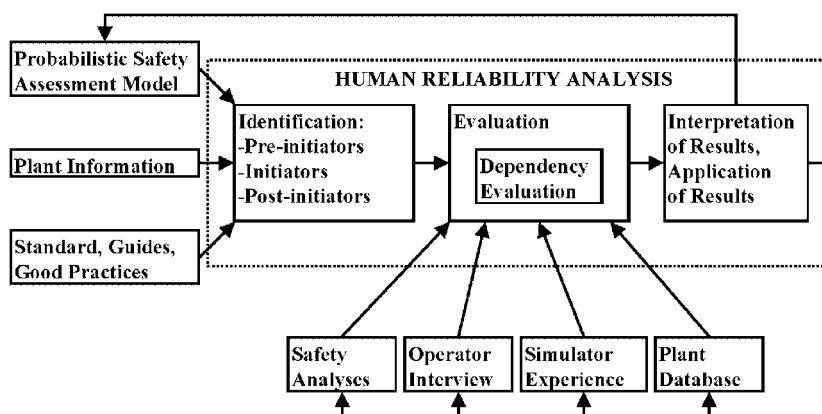 Probabilistic Safety
Assessment Model
HUMAN RELIABILITY ANALYSIS
Identification:
-Pre-initiators
-Initiators
-Post-initiators
Evaluation
Dependency
Evaluation
Interpretation
of Results,
Application
of Results
Plant Information
Standard, Guides,
Good Practices
Safety
Analyses
Operator
Interview
Simulator
Experience
Plant
Database